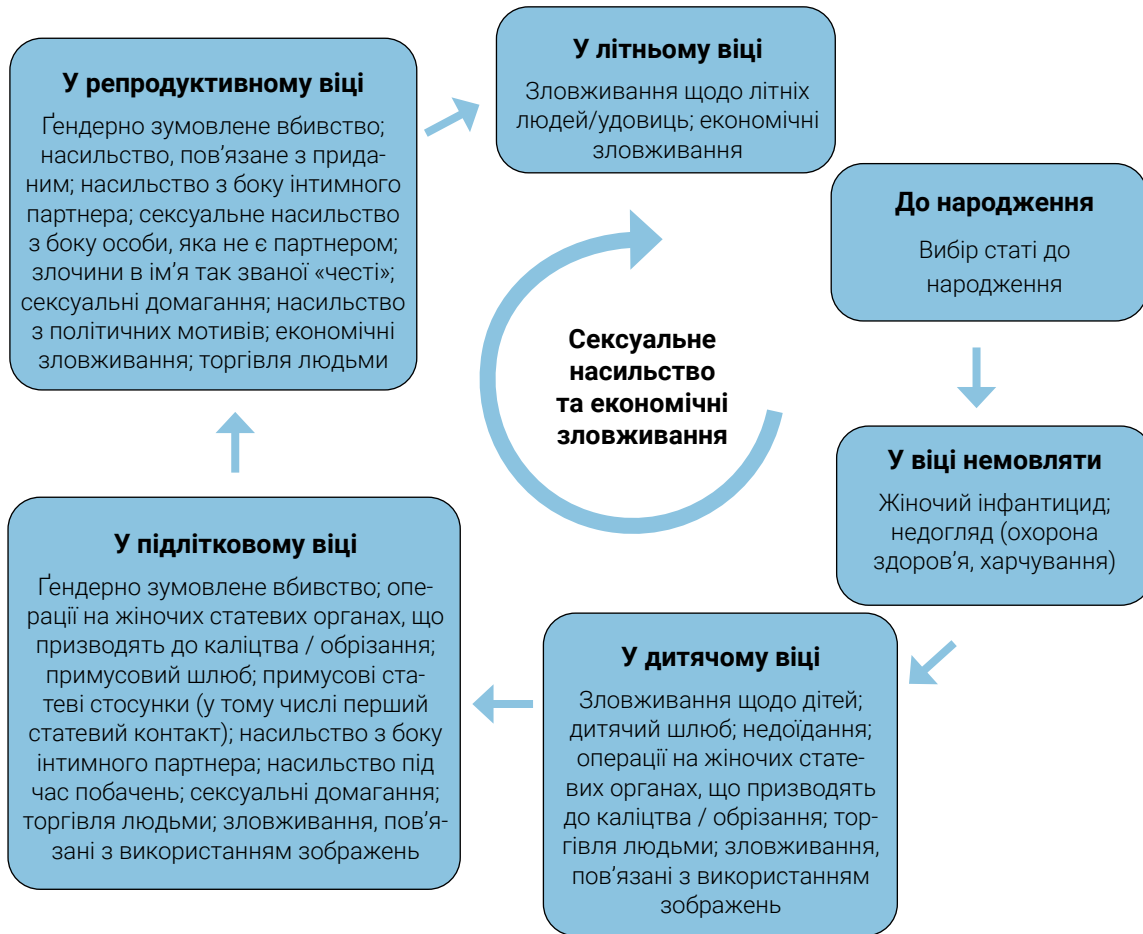 У репродуктивному віці
Ґендерно зумовлене вбивство;
насильство, пов’язане з прида-
ним; насильство з боку інтимного
партнера; сексуальне насильство
з боку особи, яка не є партнером;
злочини в ім’я так званої «честі»;
сексуальні домагання; насильство
з політичних мотивів; економічні
зловживання; торгівля людьми
У літньому віці
Зловживання щодо літніх
людей/удовиць; економічні
зловживання
До народження
Вибір статі до
народження
Сексуальне
насильство
та економічні
зловживання
У віці немовляти
Жіночий інфантицид;
недогляд (охорона
здоров’я, харчування)
У підлітковому віці
Ґендерно зумовлене вбивство; опе-
рації на жіночих статевих органах, що
призводять до каліцтва / обрізання;
примусовий шлюб; примусові ста-
теві стосунки (у тому числі перший
статевий контакт); насильство з боку
інтимного партнера; насильство під
час побачень; сексуальні домагання;
торгівля людьми; зловживання, пов’я-
зані з використанням зображень
У дитячому віці
Зловживання щодо дітей;
дитячий шлюб; недоїдання;
операції на жіночих стате-
вих органах, що призводять
до каліцтва / обрізання; тор-
гівля людьми; зловживання,
пов’язані з використанням
зображень